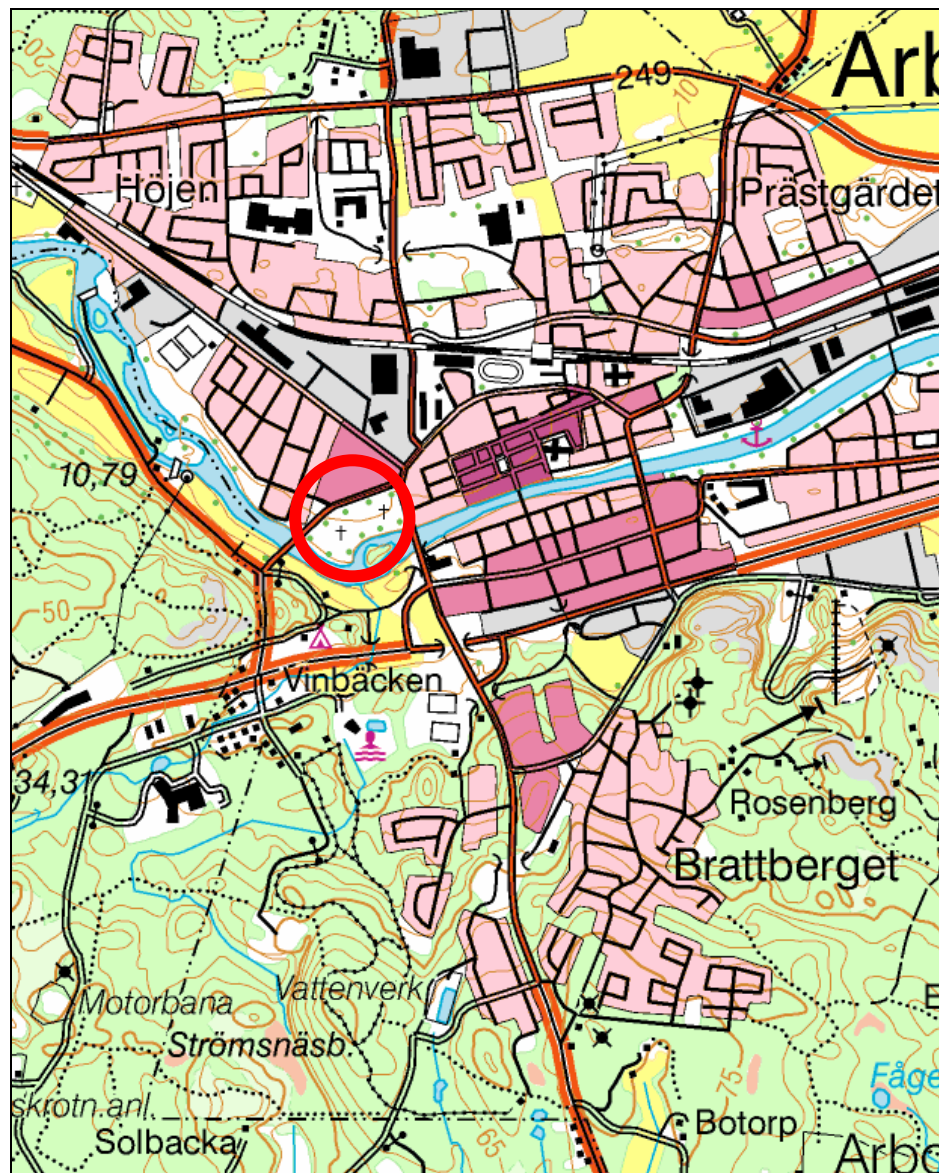 20
249
10
Arb
Höjen
Prästgärdet
10,79
50
Vinbäcken
34,31
Rosenberg
Brattberget
Vattenverk
Motorbana
Strömsnäsb.
E
Fåge
skrotn.anl.
75
Solbacka
65
Botorp
Arbo